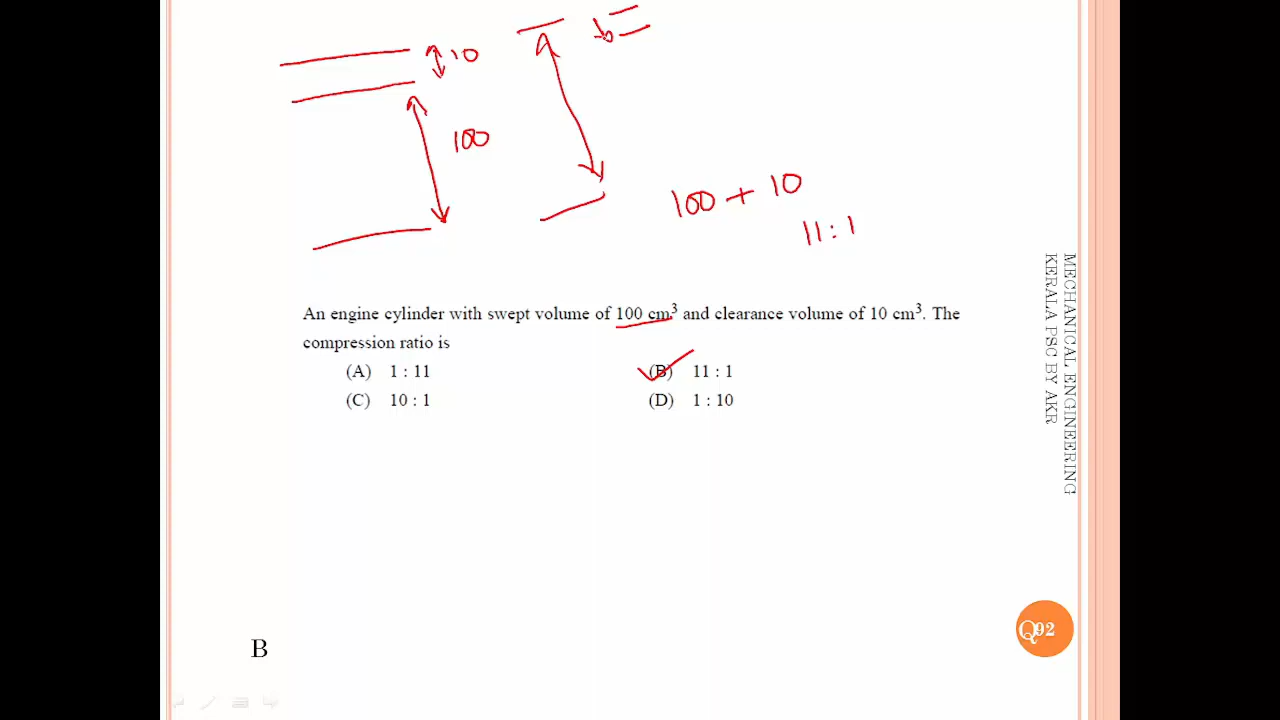 10
100
100 + 10
11 : 1
An engine cylinder with swept volume of 100 cm³ and clearance volume of 10 cm³. The
compression ratio is
(A) 1 : 11
(B) 11 : 1
(C) 10 : 1
(D) 1 : 10
MECHANICAL ENGINEERING
KERALA PSC BY AKR
Q92
B